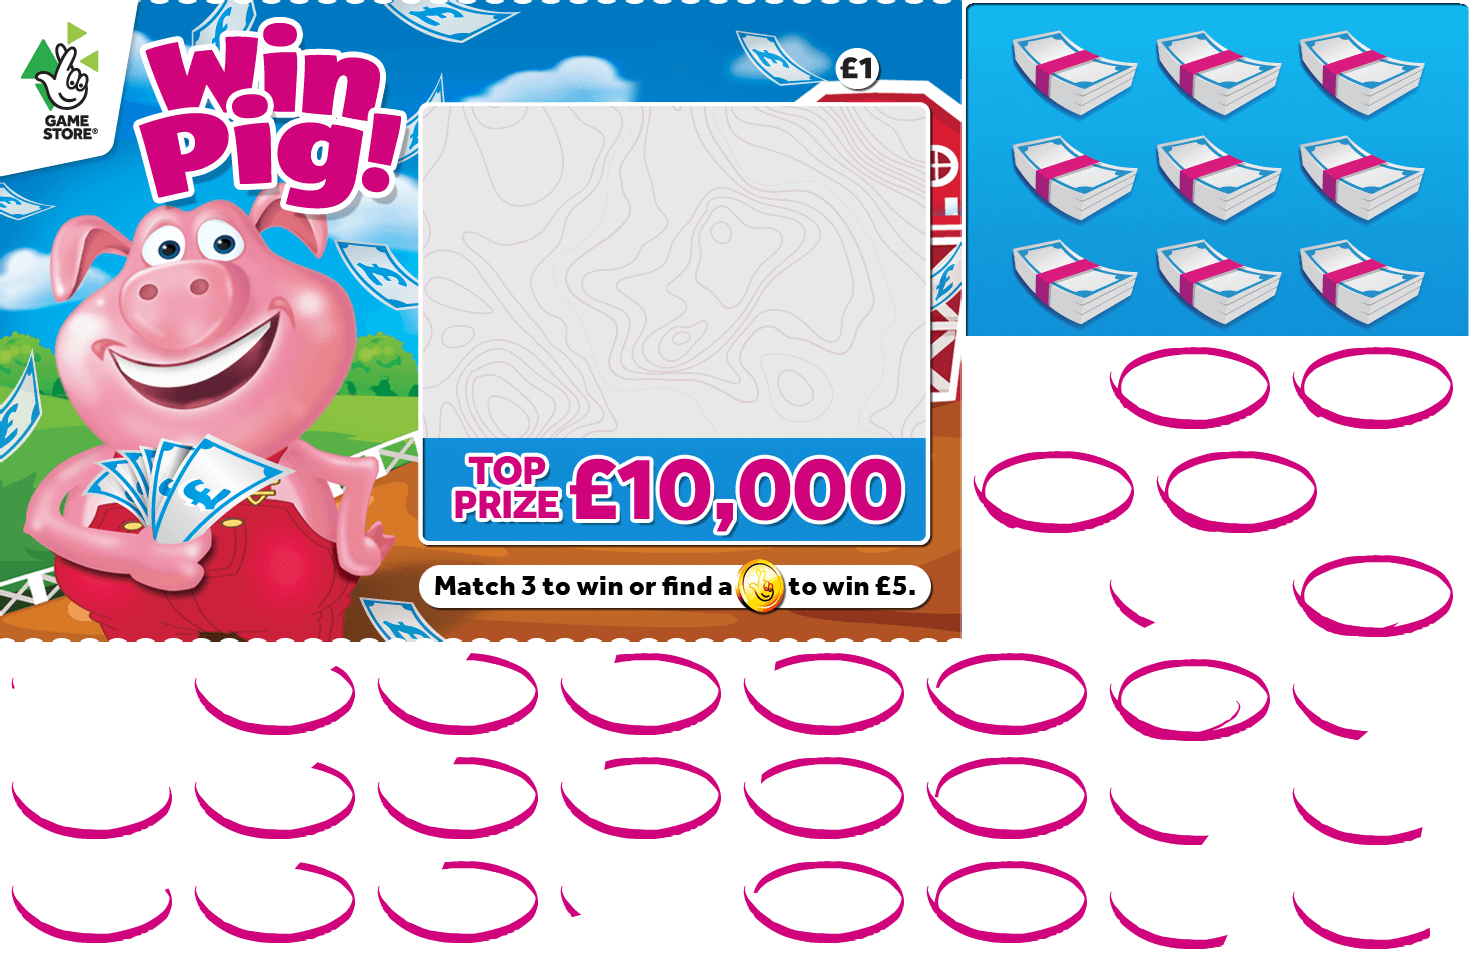 GAME
STORE®
Win
Pig!
£1
TOP
PRIZE £10,000
Match 3 to win or find a to win £5.